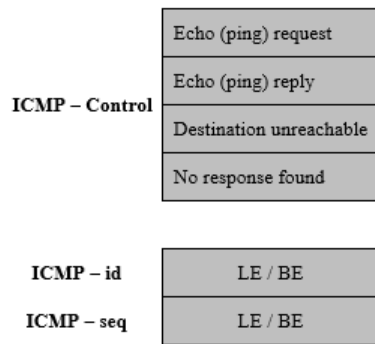 Echo (ping) request
Echo (ping) reply
ICMP – Control
Destination unreachable
No response found
ICMP – id LE / BE
ICMP – seq LE / BE